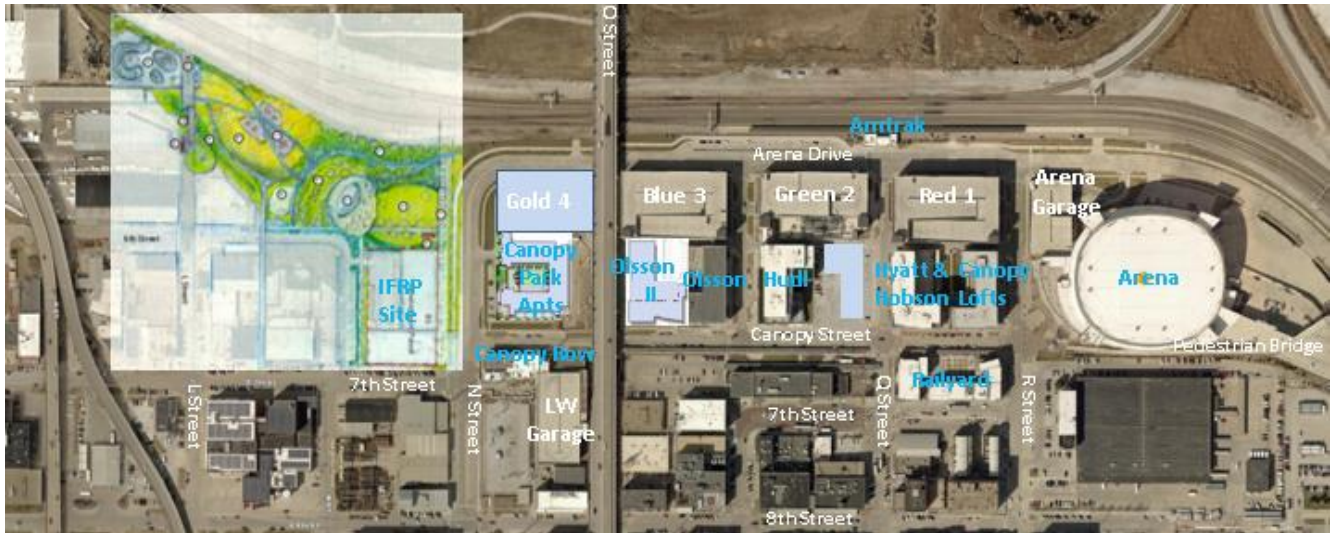 O Street
Amtrak
Arena Drive
Gold 4
Blue 3
Green 2
Red 1
Arena
Garage
Canopy
Park
Apts
Olsson
II
Olsson
Hudl
Hyatt &
Hobson
Canopy
Lofts
Arena
IFRP
Site
Canopy Street
Pedestrian Bridge
Canopy Row
7th Street
Railyard
L Street
N Street
LW
Garage
7th Street
Q Street
R Street
8th Street